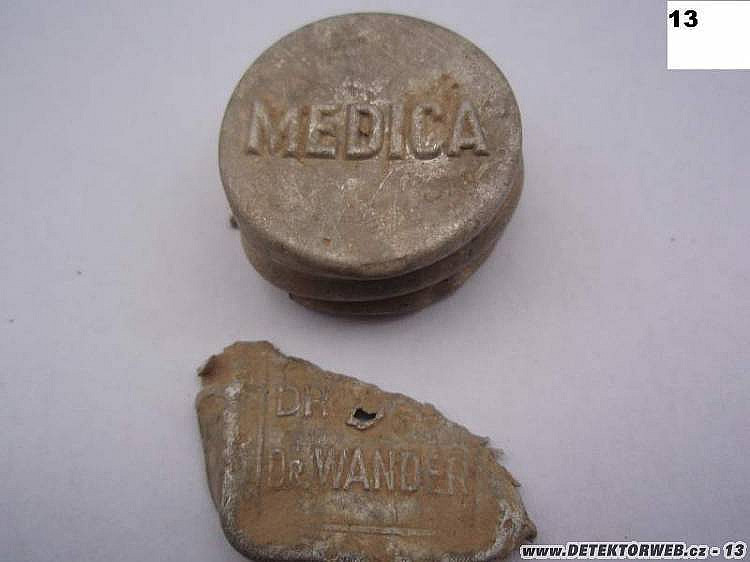 13
MEDICA
DR
DR. WANDER
www.DETEKTORWEB.cz - 13